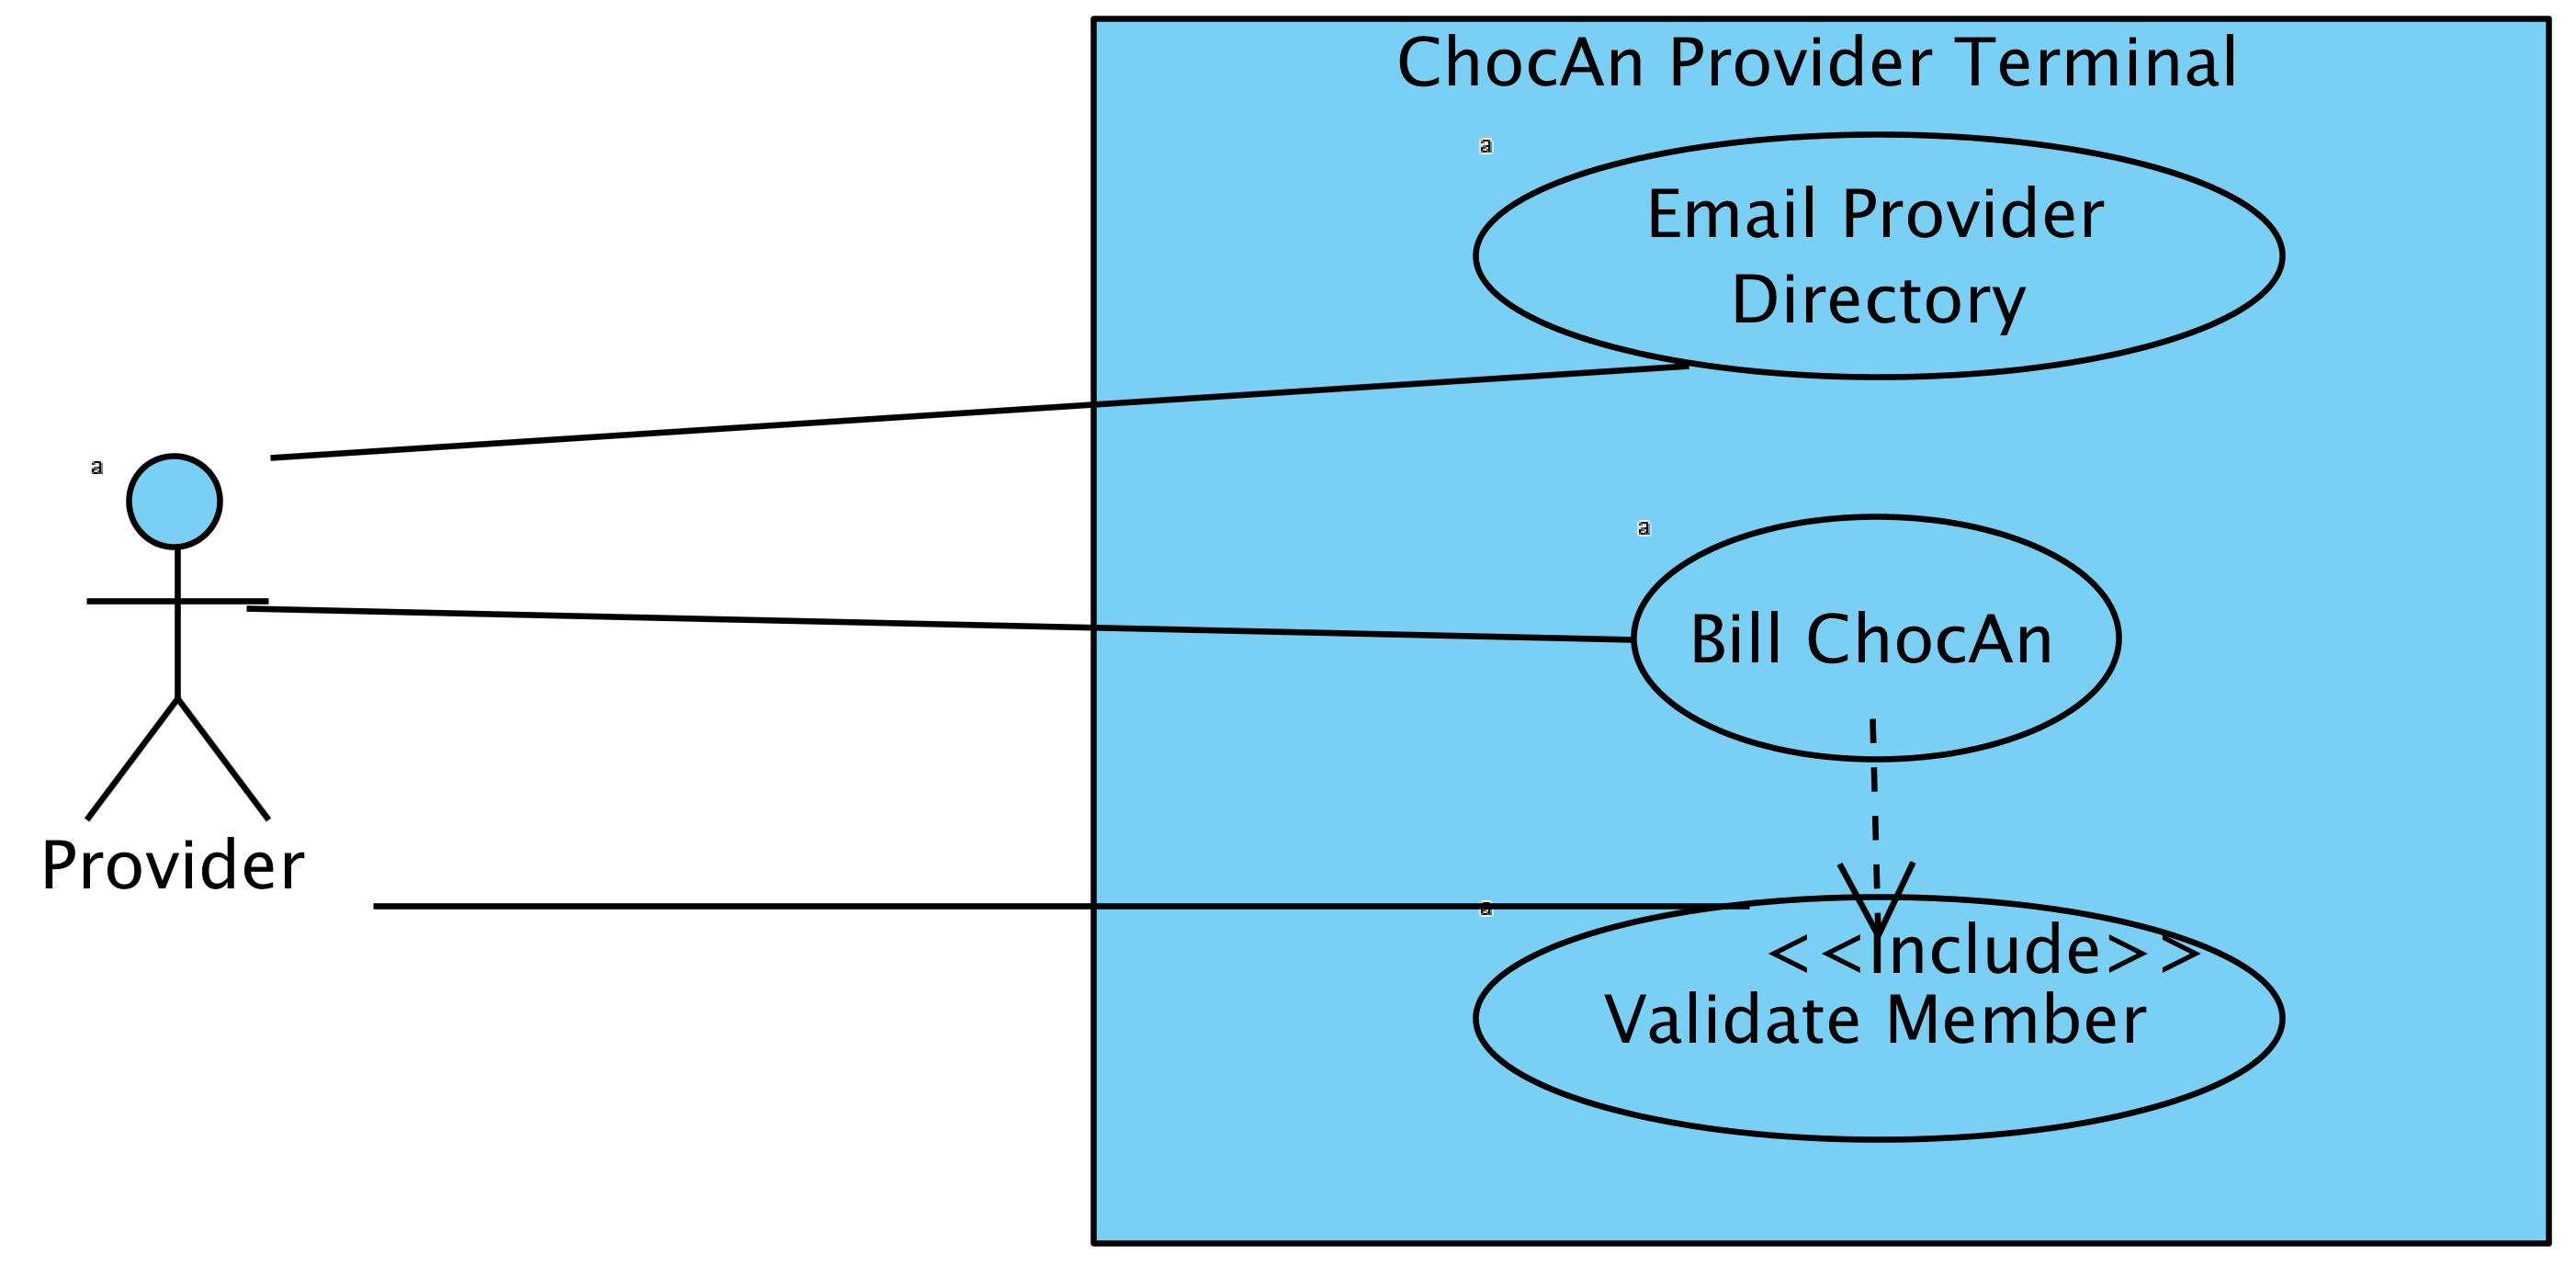 ChocAn Provider Terminal
a
Email Provider
Directory
a
a
Bill ChocAn
Provider
a
<<Include>>
Validate Member